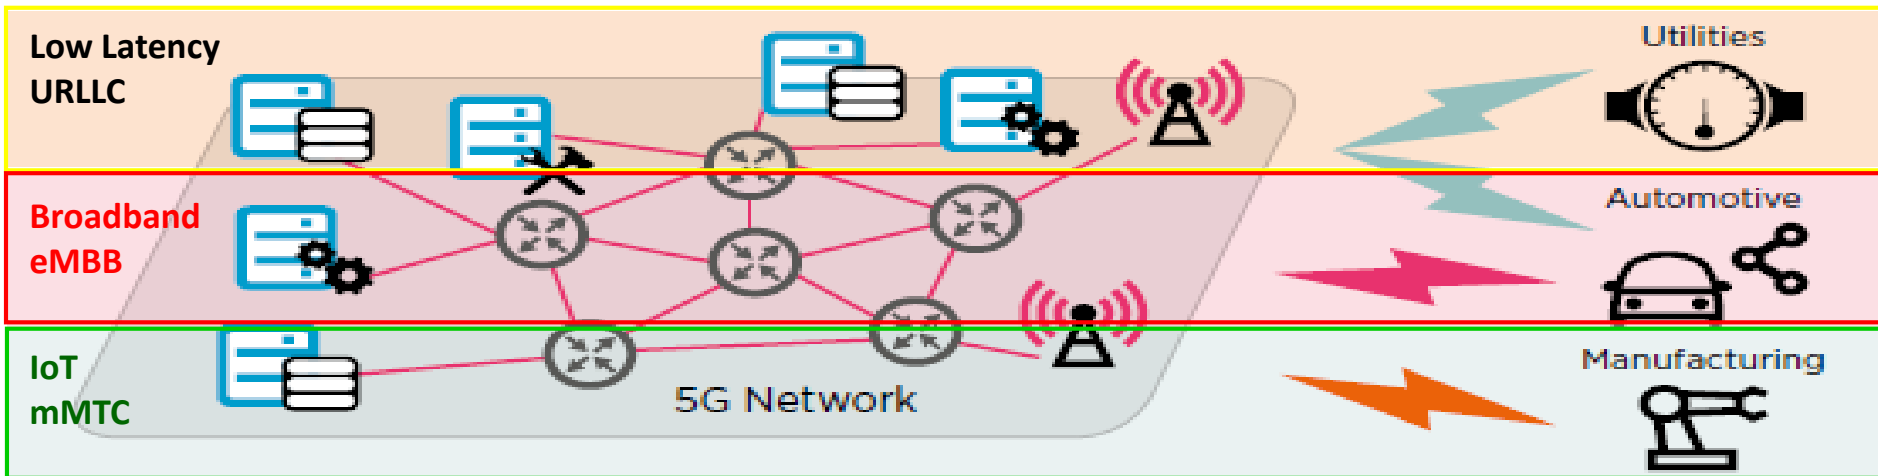 Low Latency
URLLC
Utilities
Broadband
eMBB
Automotive
IoT
mMTC
5G Network
Manufacturing